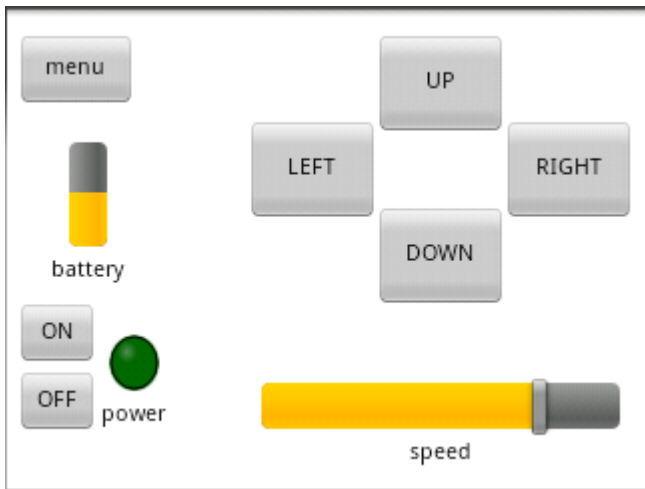 menu
UP
LEFT
RIGHT
DOWN
battery
ON
OFF
power
speed